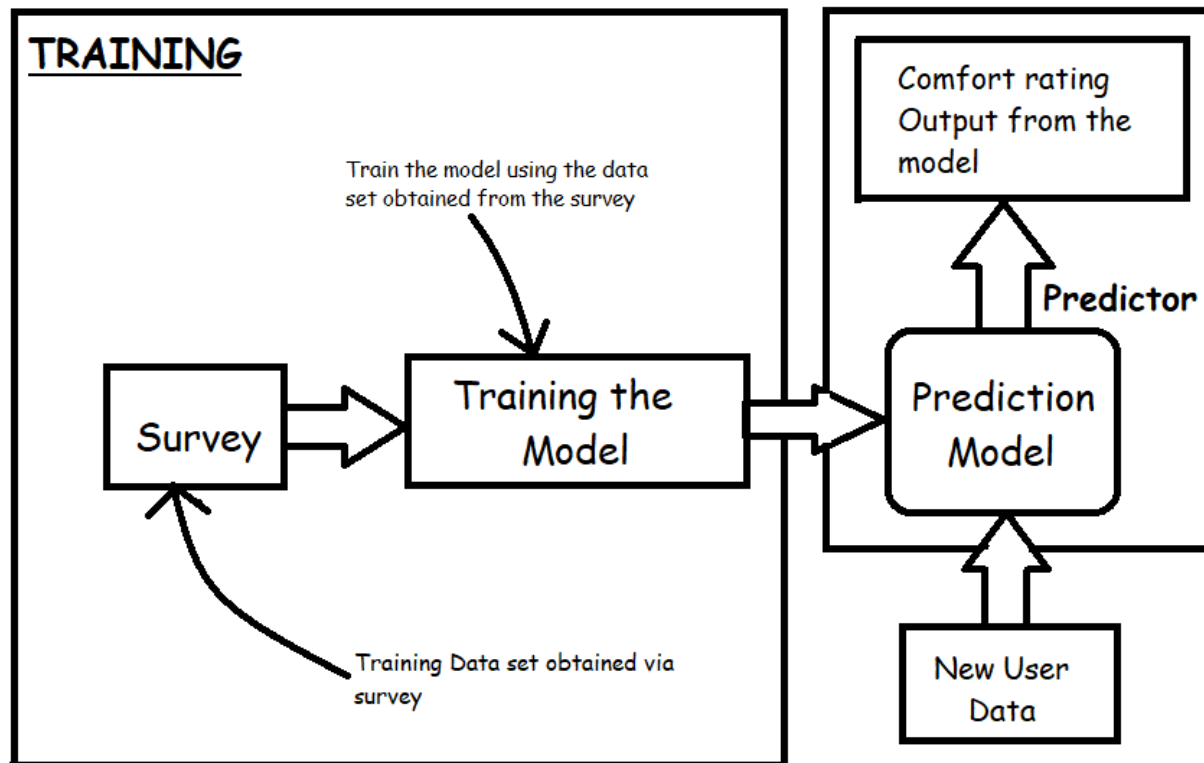 TRAINING
Train the model using the data
set obtained from the survey
Survey
Training the
Model
Training Data set obtained via
survey
Comfort rating
Output from the
model
Predictor
Prediction
Model
New User
Data